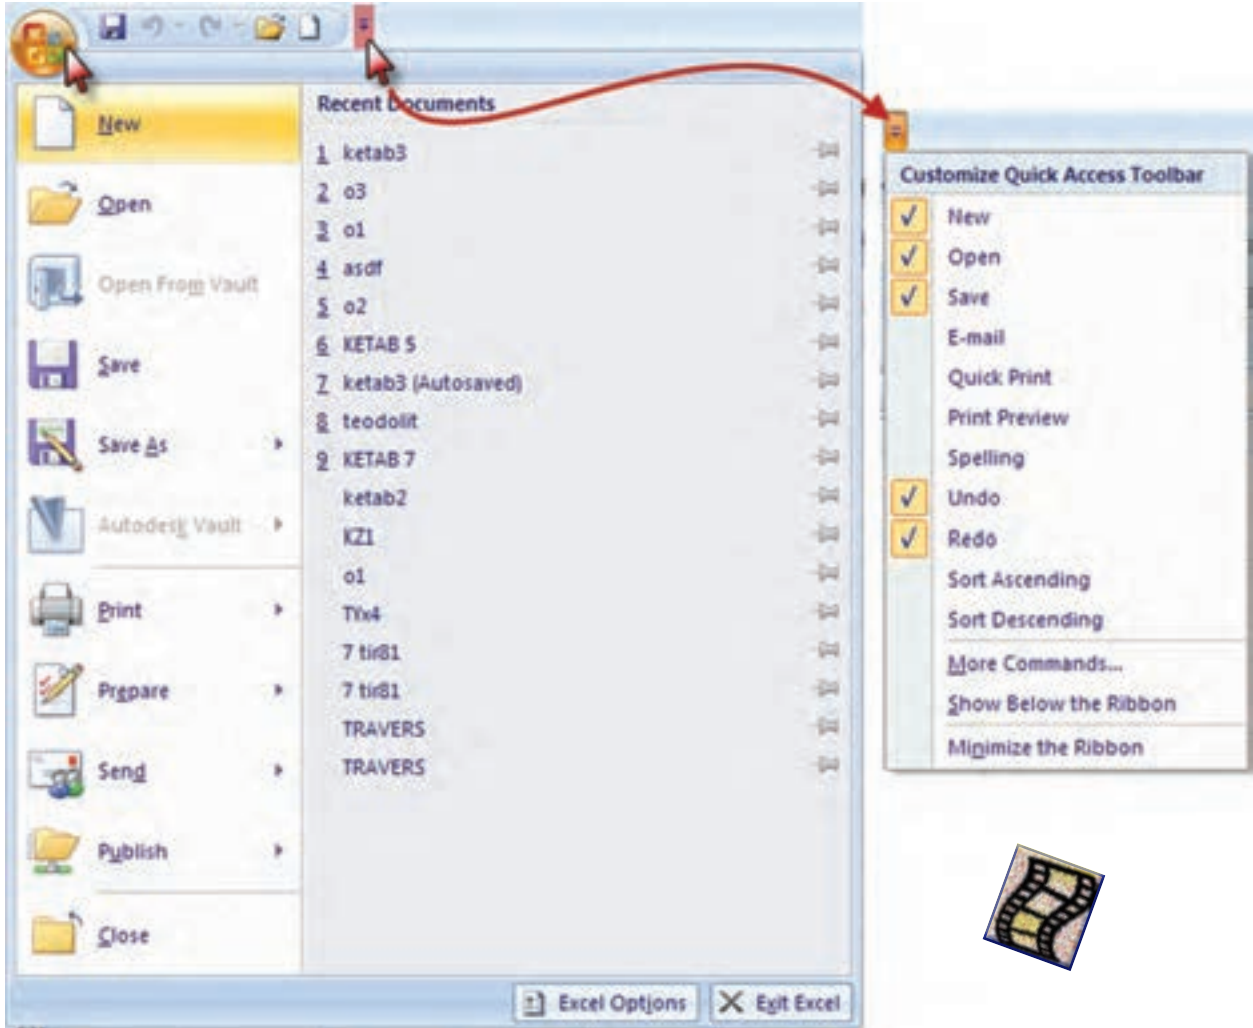 New
Open
Open From Vault
Save
Save As
Autodesk Vault
Print
Prepare
Send
Publish
Close
Recent Documents
1 ketab3
2 o3
3 o1
4 asdf
5 o2
6 KETAB 5
7 ketab3 (Autosaved)
8 teodolit
9 KETAB 7
ketab2
KZ1
o1
TYx4
7 tir81
7 tir81
TRAVERS
TRAVERS
Excel Options
Exit Excel
Customize Quick Access Toolbar
New
Open
Save
E-mail
Quick Print
Print Preview
Spelling
Undo
Redo
Sort Ascending
Sort Descending
More Commands...
Show Below the Ribbon
Minimize the Ribbon